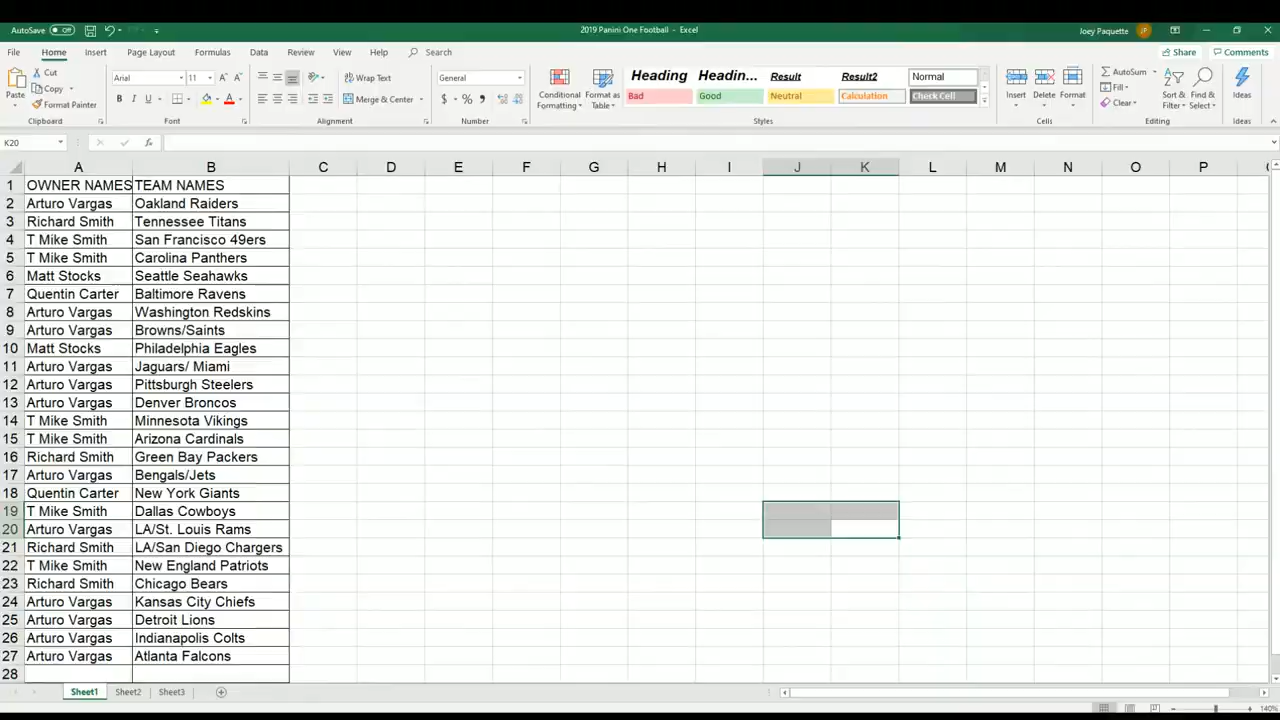 AutoSave Off 2019 Panini One Football - Excel Joey Paquette JP
File Home Insert Page Layout Formulas Data Review View Help Search Share Comments
Paste Cut Copy Format Painter Clipboard
Arial 11 A A B I U A Font
Wrap Text Merge & Center Alignment
General $ % , Number
Conditional Formatting Format as Table
Heading Headin... Result Result2 Normal
Bad Good Neutral Calculation Check Cell
Styles
Insert Delete Format Cells
AutoSum Fill Clear Sort & Filter Find & Select Editing
Ideas Ideas
K20 fx
A B C D E F G H I J K L M N O P
1 OWNER NAMES TEAM NAMES
2 Arturo Vargas Oakland Raiders
3 Richard Smith Tennessee Titans
4 T Mike Smith San Francisco 49ers
5 T Mike Smith Carolina Panthers
6 Matt Stocks Seattle Seahawks
7 Quentin Carter Baltimore Ravens
8 Arturo Vargas Washington Redskins
9 Arturo Vargas Browns/Saints
10 Matt Stocks Philadelphia Eagles
11 Arturo Vargas Jaguars/ Miami
12 Arturo Vargas Pittsburgh Steelers
13 Arturo Vargas Denver Broncos
14 T Mike Smith Minnesota Vikings
15 T Mike Smith Arizona Cardinals
16 Richard Smith Green Bay Packers
17 Arturo Vargas Bengals/Jets
18 Quentin Carter New York Giants
19 T Mike Smith Dallas Cowboys
20 Arturo Vargas LA/St. Louis Rams
21 Richard Smith LA/San Diego Chargers
22 T Mike Smith New England Patriots
23 Richard Smith Chicago Bears
24 Arturo Vargas Kansas City Chiefs
25 Arturo Vargas Detroit Lions
26 Arturo Vargas Indianapolis Colts
27 Arturo Vargas Atlanta Falcons
28
Sheet1 Sheet2 Sheet3
140%